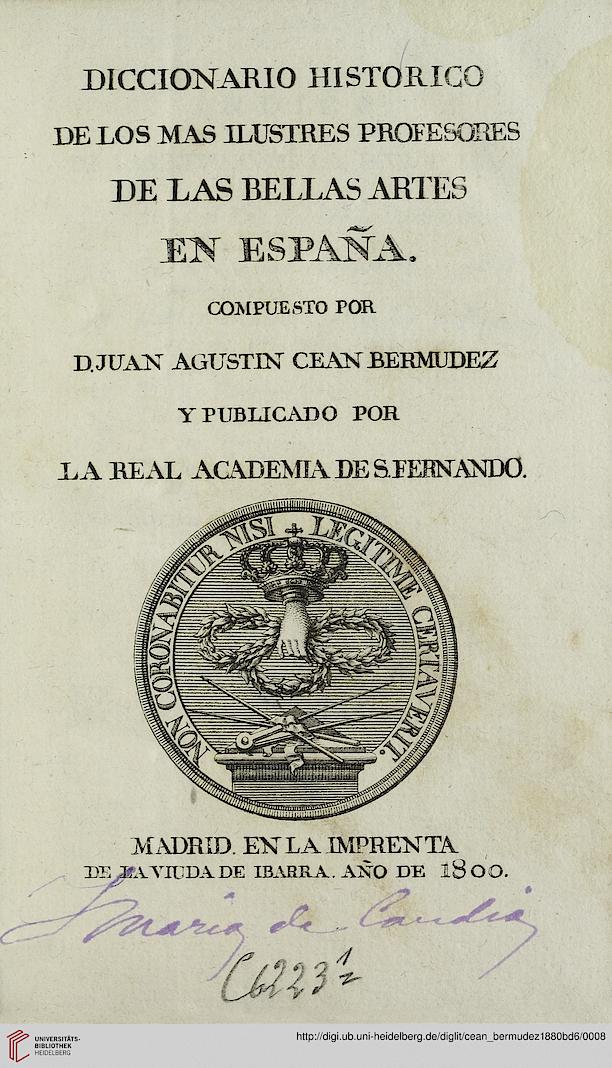 DICCIONARIO HISTORICO
DE LOS MAS ILUSTRES PROFESORES
DE LAS BELLAS ARTES
EN ESPAÑA.
COMPUESTO POR
D. JUAN AGUSTIN CEAN BERMUDEZ
Y PUBLICADO POR
LA REAL ACADEMIA DE S. FERNANDO.
NON CORONABITUR NISI LEGITIME CERTAVERIT.
MADRID. EN LA IMPRENTA
DE LA VIUDA DE IBARRA. AÑO DE 1800.
Maria de Candia
C6223 1/2
UNIVERSITÄTS-
BIBLIOTHEK
HEIDELBERG
http://digi.ub.uni-heidelberg.de/diglit/cean_bermudez1880bd6/0008